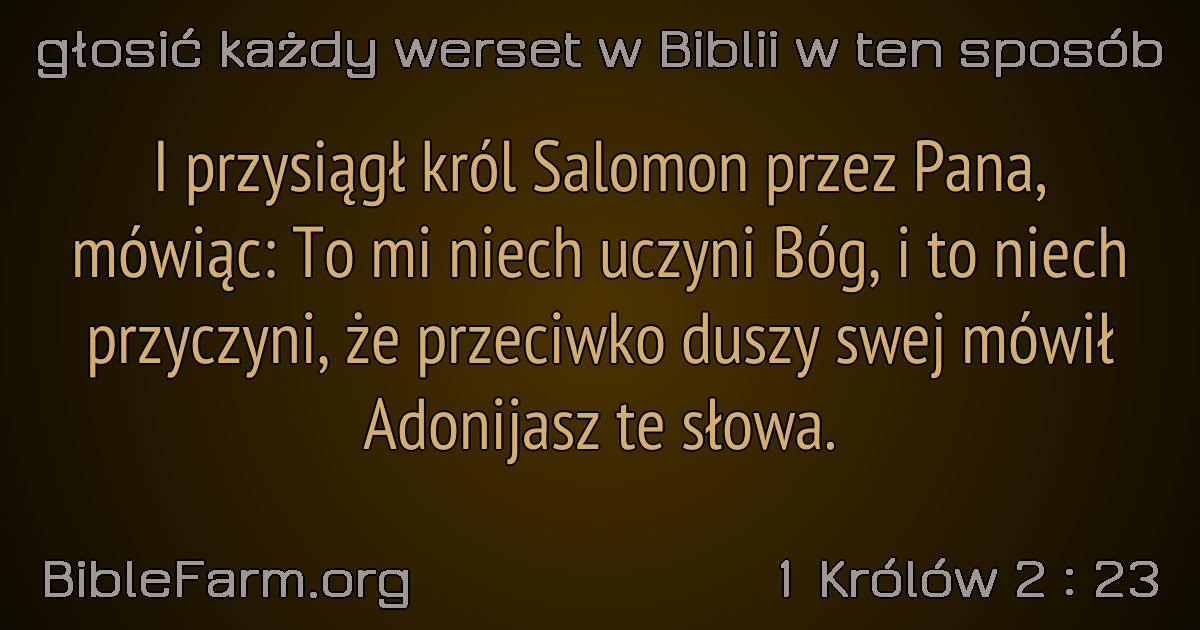 głosić każdy werset w Biblii w ten sposób
I przysiągł król Salomon przez Pana,
mówiąc: To mi niech uczyni Bóg, i to niech
przyczyni, że przeciwko duszy swej mówił
Adonijasz te słowa.
BibleFarm.org
1 Królów 2 : 23